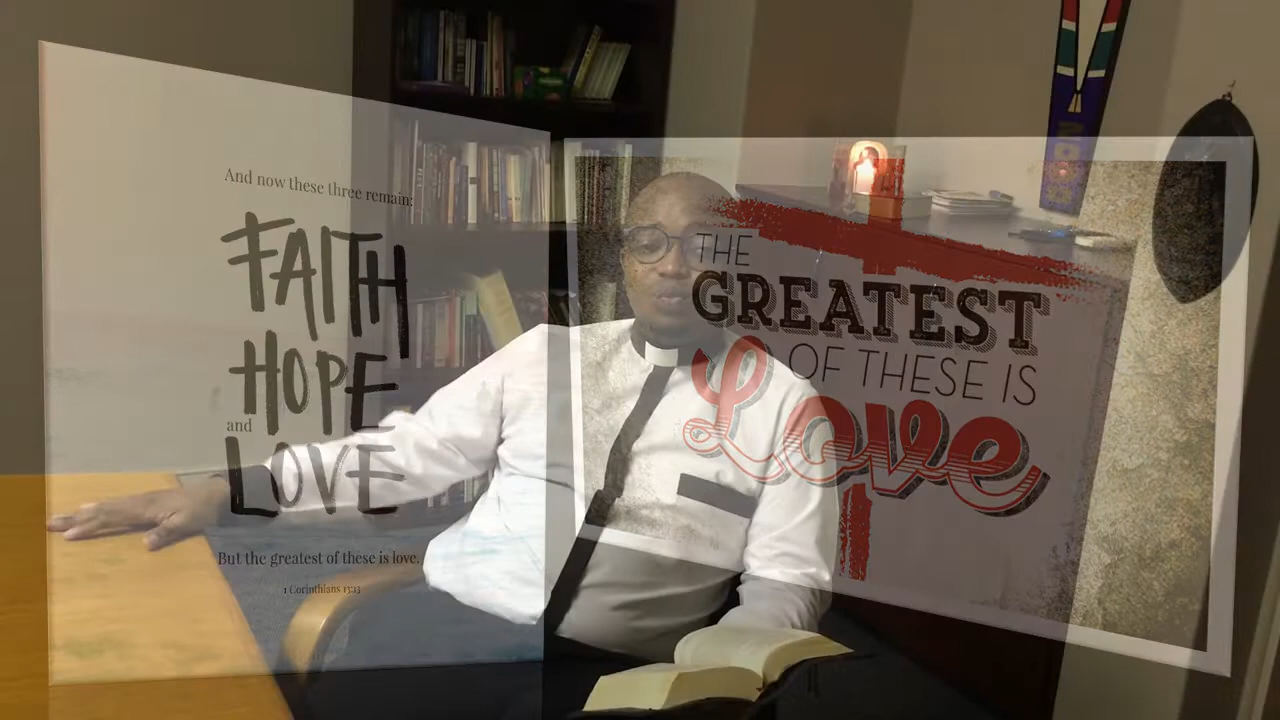 And now these three remain:
FAITH
HOPE
and
LOVE
But the greatest of these is love.
1 Corinthians 13:13
THE
GREATEST
OF THESE IS
Love